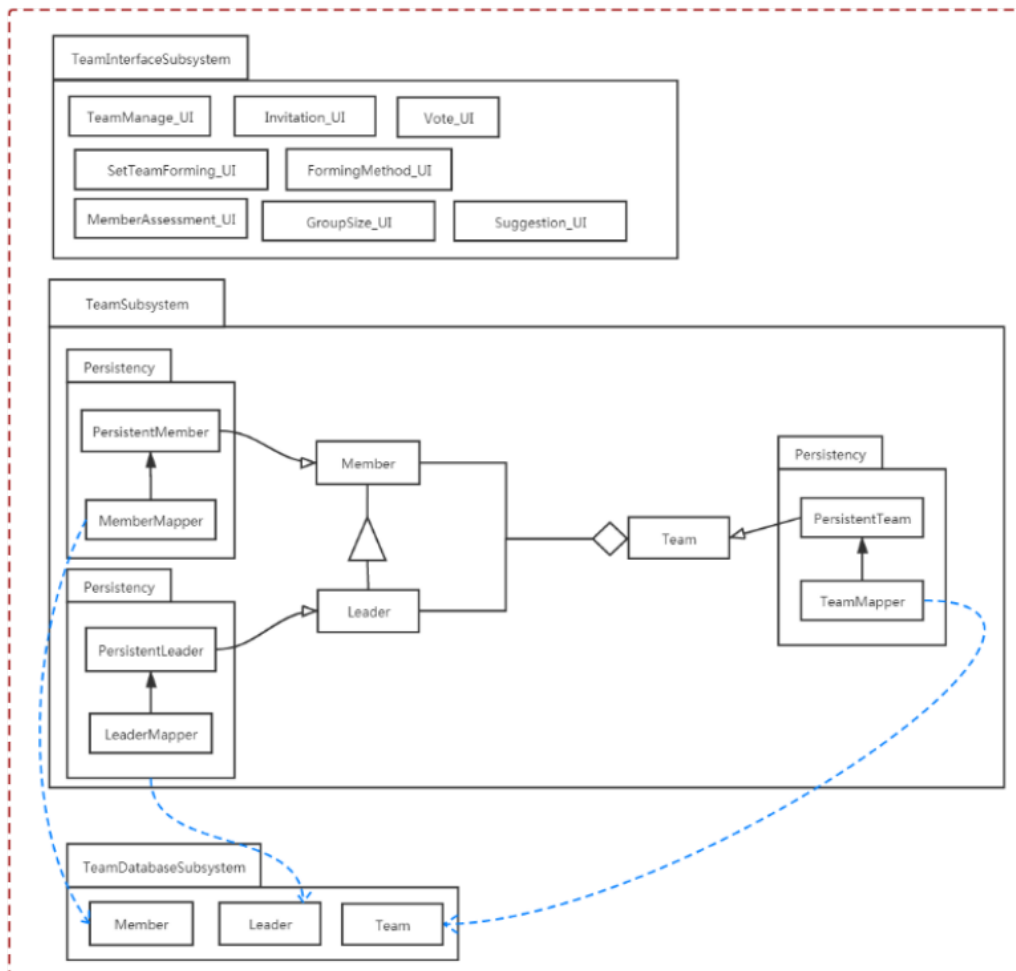 TeamInterfaceSubsystem
TeamManage_UI
Invitation_UI
Vote_UI
SetTeamForming_UI
FormingMethod_UI
MemberAssessment_UI
GroupSize_UI
Suggestion_UI
TeamSubsystem
Persistency
PersistentMember
MemberMapper
Member
Persistency
PersistentTeam
Team
TeamMapper
Persistency
Leader
PersistentLeader
LeaderMapper
TeamDatabaseSubsystem
Member
Leader
Team